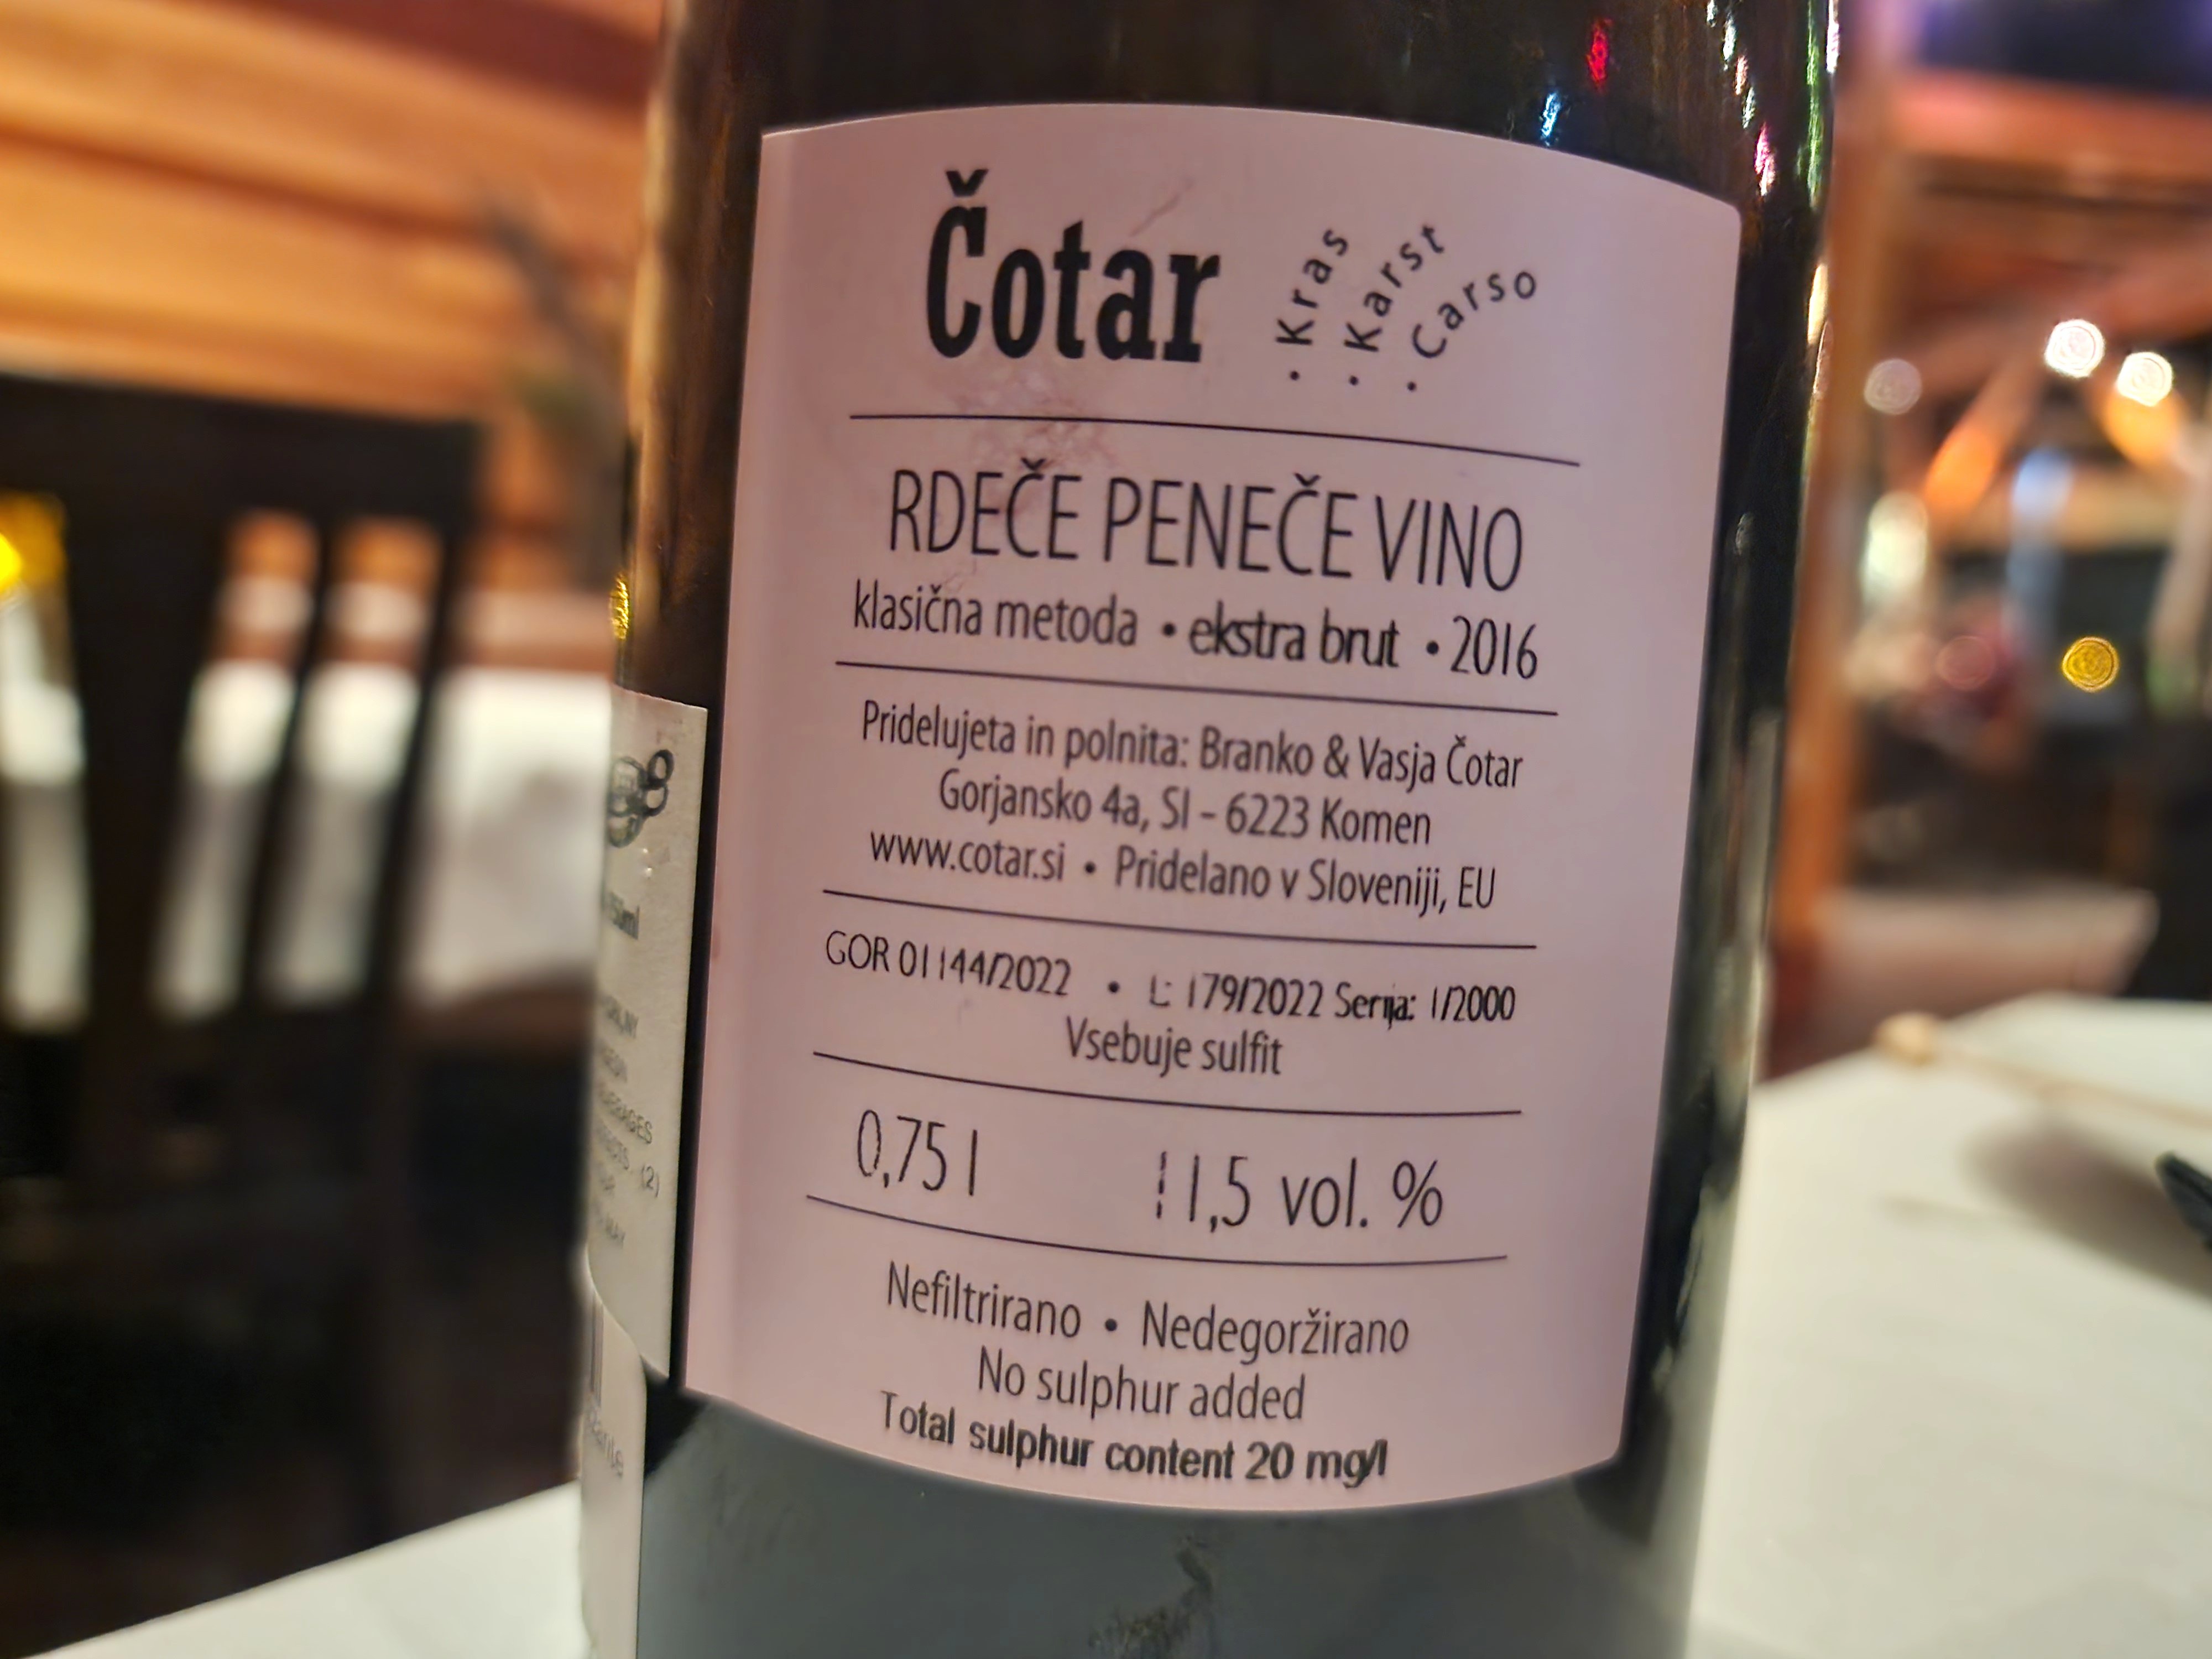 Čotar
• Kras
• Karst
• Carso
RDEČE PENEČE VINO
klasična metoda • ekstra brut • 2016
Pridelujeta in polnita: Branko & Vasja Čotar
Gorjansko 4a, SI – 6223 Komen
www.cotar.si • Pridelano v Sloveniji, EU
GOR 01144/2022 • L: 179/2022 Serija: 1/2000
Vsebuje sulfit
0,75 l 11,5 vol. %
Nefiltrirano • Nedegoržirano
No sulphur added
Total sulphur content 20 mg/l
(2)